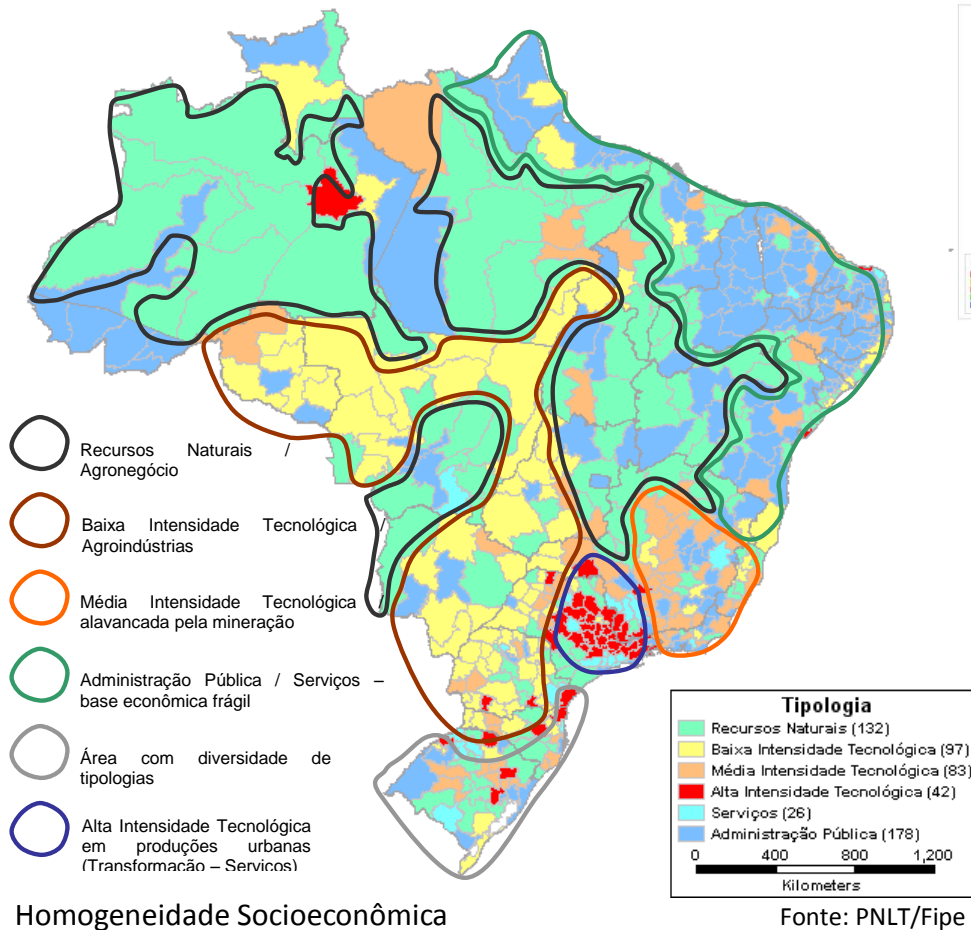 Recursos Naturais /
Agronegócio
Baixa Intensidade Tecnológica /
Agroindústrias
Média Intensidade Tecnológica /
alavancada pela mineração
Administração Pública / Serviços –
base econômica frágil
Área com diversidade de
tipologias
Alta Intensidade Tecnológica
em produções urbanas
(Transformação – Serviços)
Tipologia
Recursos Naturais (132)
Baixa Intensidade Tecnológica (97)
Média Intensidade Tecnológica (83)
Alta Intensidade Tecnológica (42)
Serviços (26)
Administração Pública (178)
0 400 800 1,200
Kilometers
Homogeneidade Socioeconômica
Fonte: PNLT/Fipe